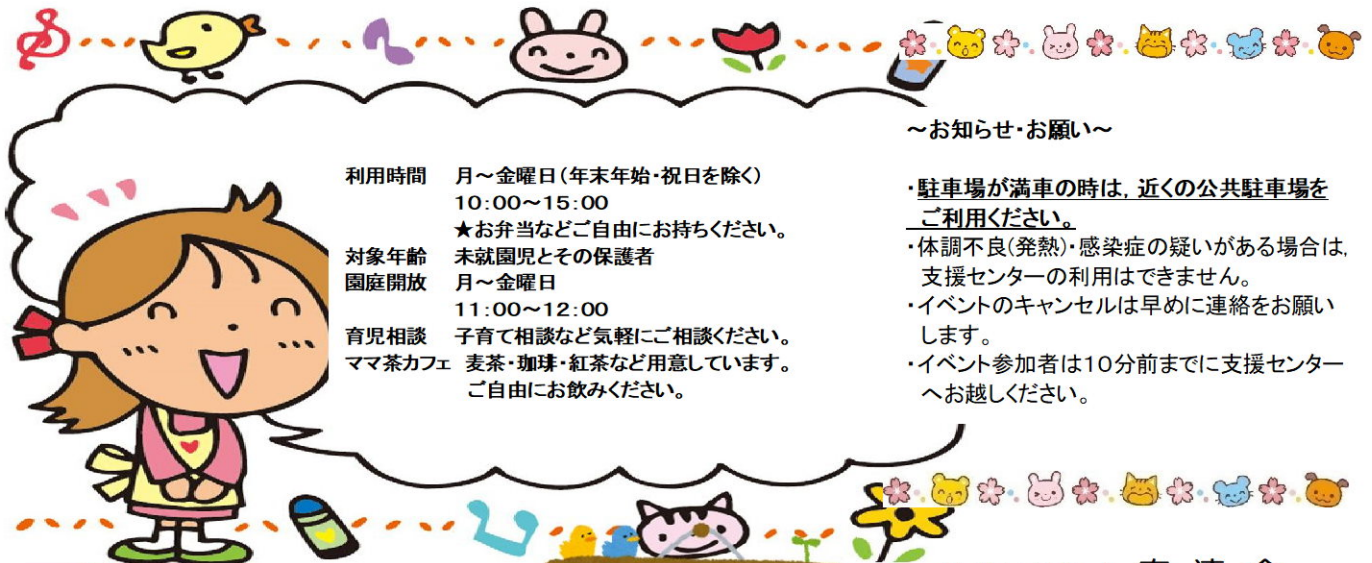 利用時間 月～金曜日(年末年始・祝日を除く)
10:00～15:00
★お弁当などご自由にお持ちください。
対象年齢 未就園児とその保護者
園庭開放 月～金曜日
11:00～12:00
育児相談 子育て相談など気軽にご相談ください。
ママ茶カフェ 麦茶・珈琲・紅茶など用意しています。
ご自由にお飲みください。
～お知らせ・お願い～
・駐車場が満車の時は，近くの公共駐車場を
ご利用ください。
・体調不良(発熱)・感染症の疑いがある場合は，
支援センターの利用はできません。
・イベントのキャンセルは早めに連絡をお願い
します。
・イベント参加者は１０分前までに支援センター
へお越しください。